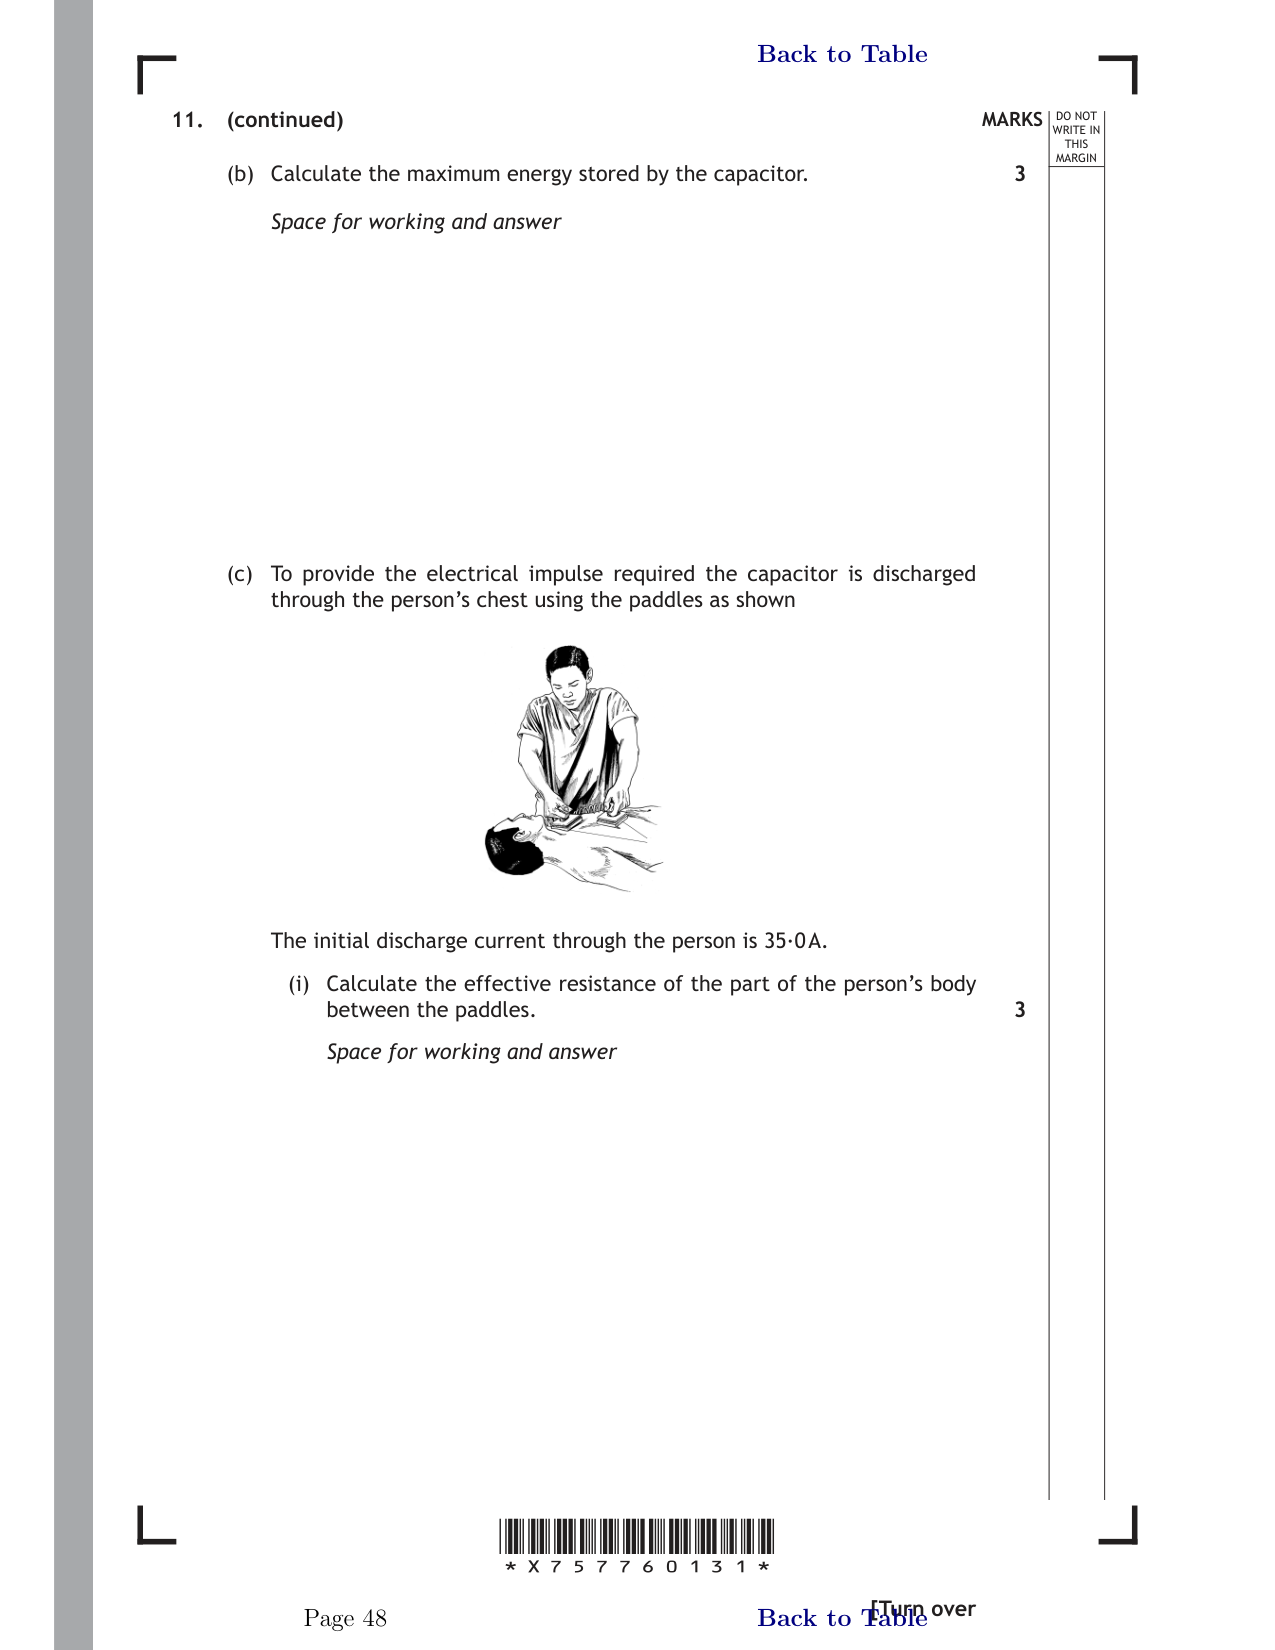 Back to Table
11. (continued)
MARKS
DO NOT
WRITE IN
THIS
MARGIN
(b) Calculate the maximum energy stored by the capacitor. 3
Space for working and answer
(c) To provide the electrical impulse required the capacitor is discharged
through the person’s chest using the paddles as shown
The initial discharge current through the person is 35·0 A.
(i) Calculate the effective resistance of the part of the person’s body
between the paddles. 3
Space for working and answer
*X757760131*
[Turn over
Page 48
Back to Table